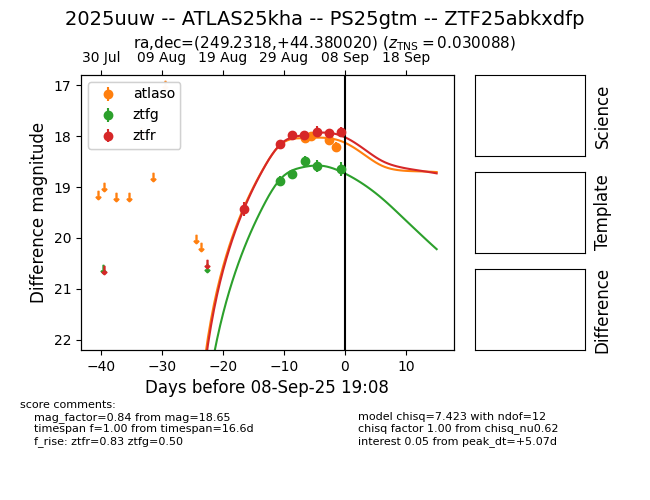 2025uuw -- ATLAS25kha -- PS25gtm -- ZTF25abkxdfp
ra,dec=(249.2318,+44.380020) (z_TNS = 0.030088)
30 Jul 09 Aug 19 Aug 29 Aug 08 Sep 18 Sep
atlaso
ztfg
ztfr
17
18
19
20
21
22
Difference magnitude
−40 −30 −20 −10 0 10
Days before 08-Sep-25 19:08
Science
Template
Difference
score comments:
mag_factor=0.84 from mag=18.65
timespan f=1.00 from timespan=16.6d
f_rise: ztfr=0.83 ztfg=0.50
model chisq=7.423 with ndof=12
chisq factor 1.00 from chisq_nu0.62
interest 0.05 from peak_dt=+5.07d